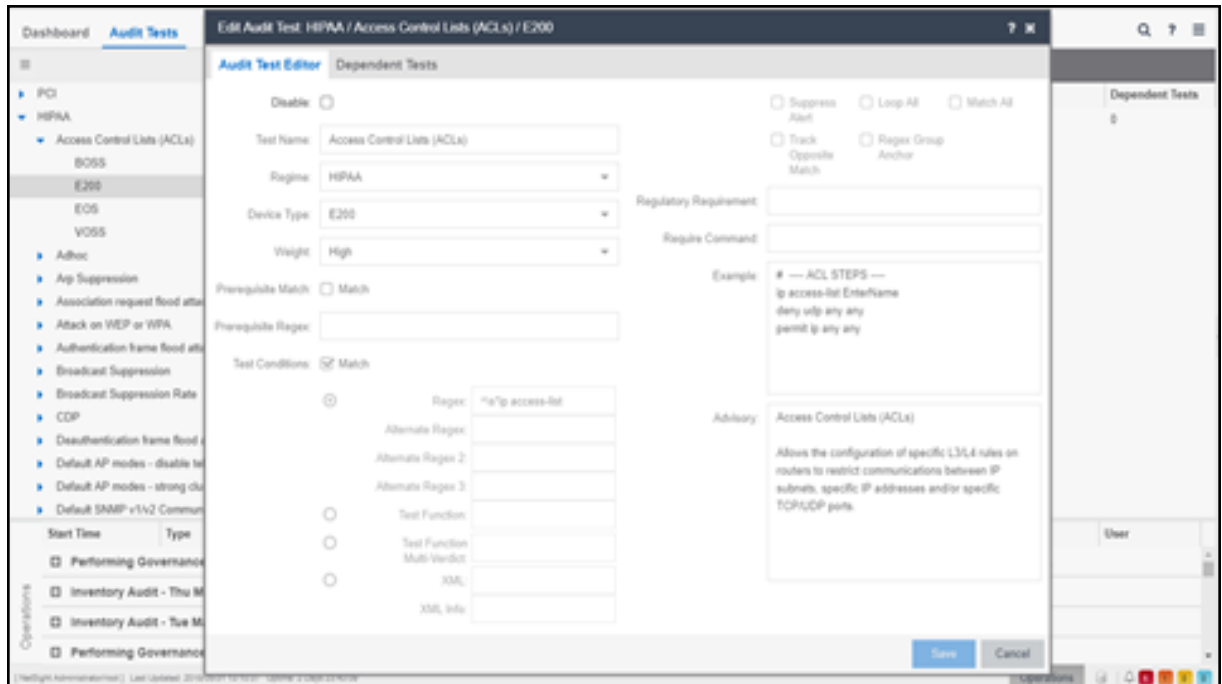 Dashboard Audit Tests
Edit Audit Test: HIPAA / Access Control Lists (ACLs) / E200
?
Audit Test Editor Dependent Tests
PCI
HIPAA
Access Control Lists (ACLs)
BOSS
E200
EOS
VOSS
Adhoc
Arp Suppression
Association request flood atta
Attack on WEP or WPA
Authentication frame flood atta
Broadcast Suppression
Broadcast Suppression Rate
CDP
Deauthentication frame flood a
Default AP modes - disable tel
Default AP modes - strong clu
Default SNMP v1/v2 Commun
Disable:
Test Name: Access Control Lists (ACLs)
Regime: HIPAA
Device Type: E200
Weight: High
Prerequisite Match: Match
Prerequisite Regex:
Test Conditions: Match
Regex: ^\s*ip access-list
Alternate Regex:
Alternate Regex 2:
Alternate Regex 3:
Test Function:
Test Function
Multi-Verdict:
XML:
XML Info:
Suppress Alert
Loop All
Match All
Track Opposite Match
Regex Group Anchor
Regulatory Requirement:
Require Command:
Example: # ---- ACL STEPS ----
ip access-list EnterName
deny udp any any
permit ip any any
Advisory: Access Control Lists (ACLs)
Allows the configuration of specific L3/L4 rules on
routers to restrict communications between IP
subnets, specific IP addresses and/or specific
TCP/UDP ports.
Save Cancel
?
Dependent Tests
0
Start Time Type
User
Performing Governance
Inventory Audit - Thu M
Inventory Audit - Tue Ma
Performing Governance
Operations
Last Updated:
Operations